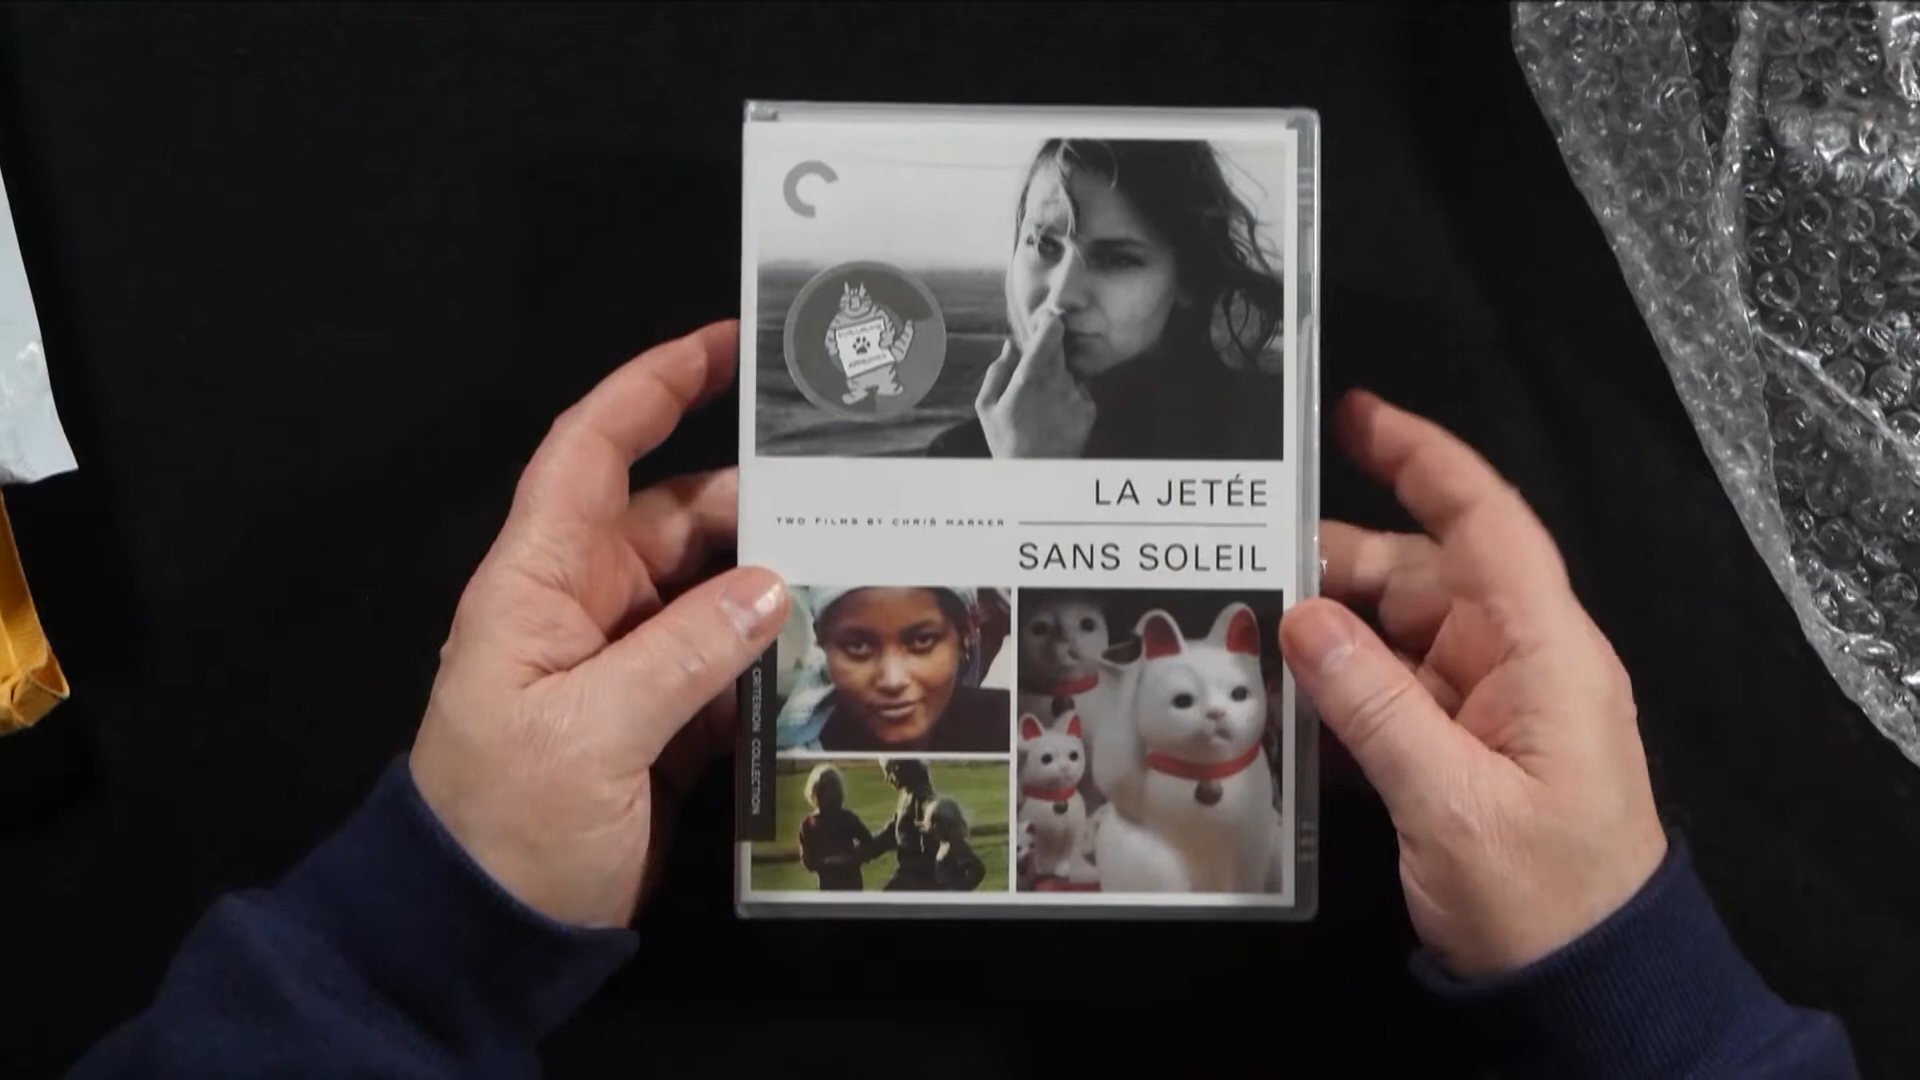 LA JETÉE
TWO FILMS BY CHRIS MARKER
SANS SOLEIL
CRITERION COLLECTION